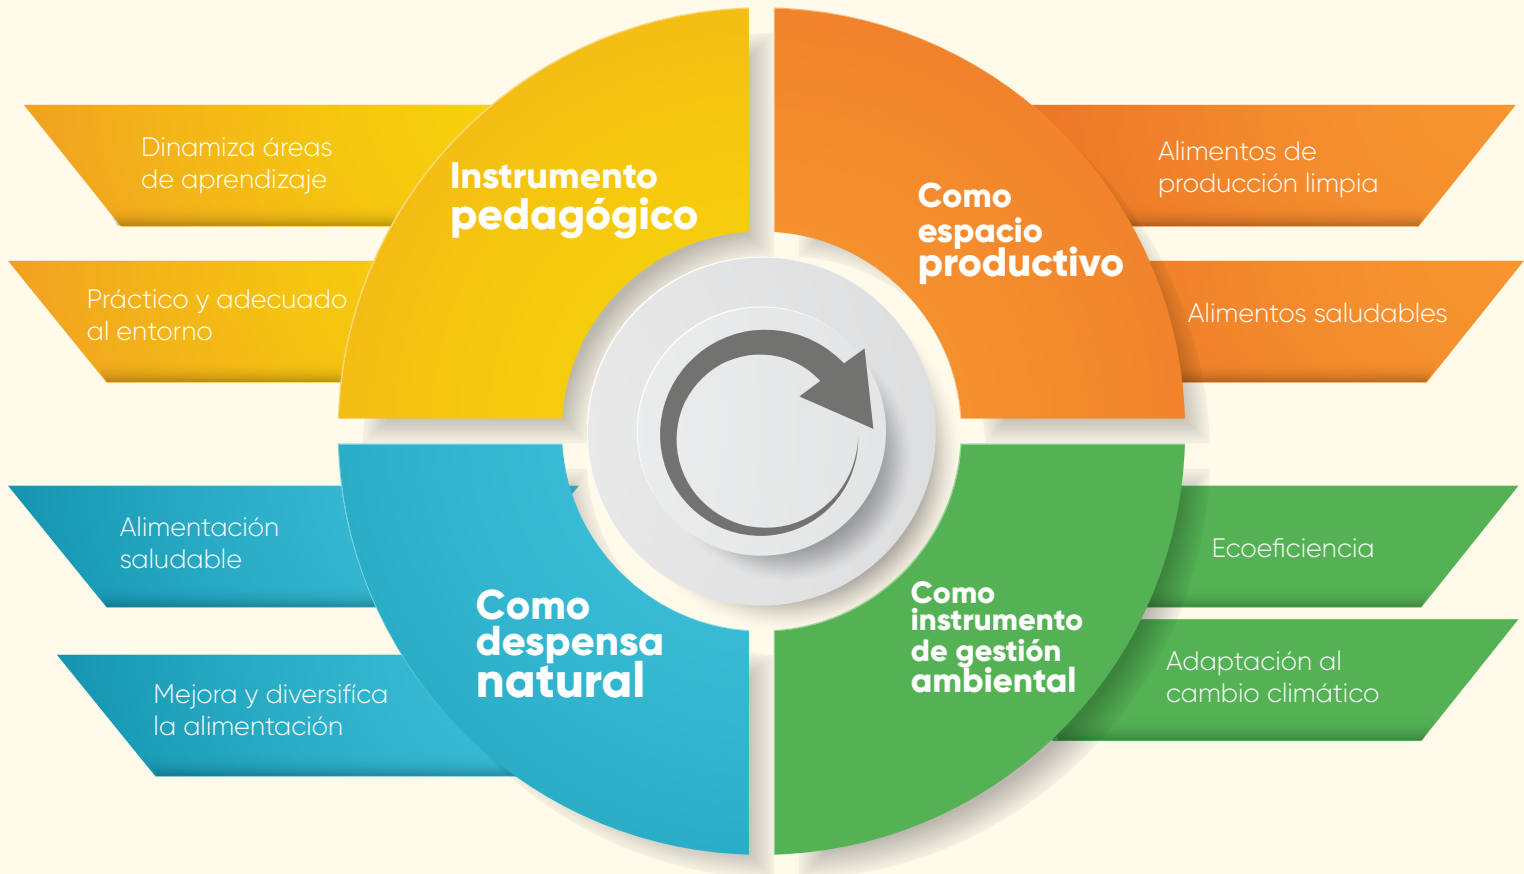 Dinamiza áreas
de aprendizaje
Práctico y adecuado
al entorno
Instrumento
pedagógico
Como
espacio
productivo
Alimentos de
producción limpia
Alimentos saludables
Alimentación
saludable
Mejora y diversifíca
la alimentación
Como
despensa
natural
Como
instrumento
de gestión
ambiental
Ecoeficiencia
Adaptación al
cambio climático